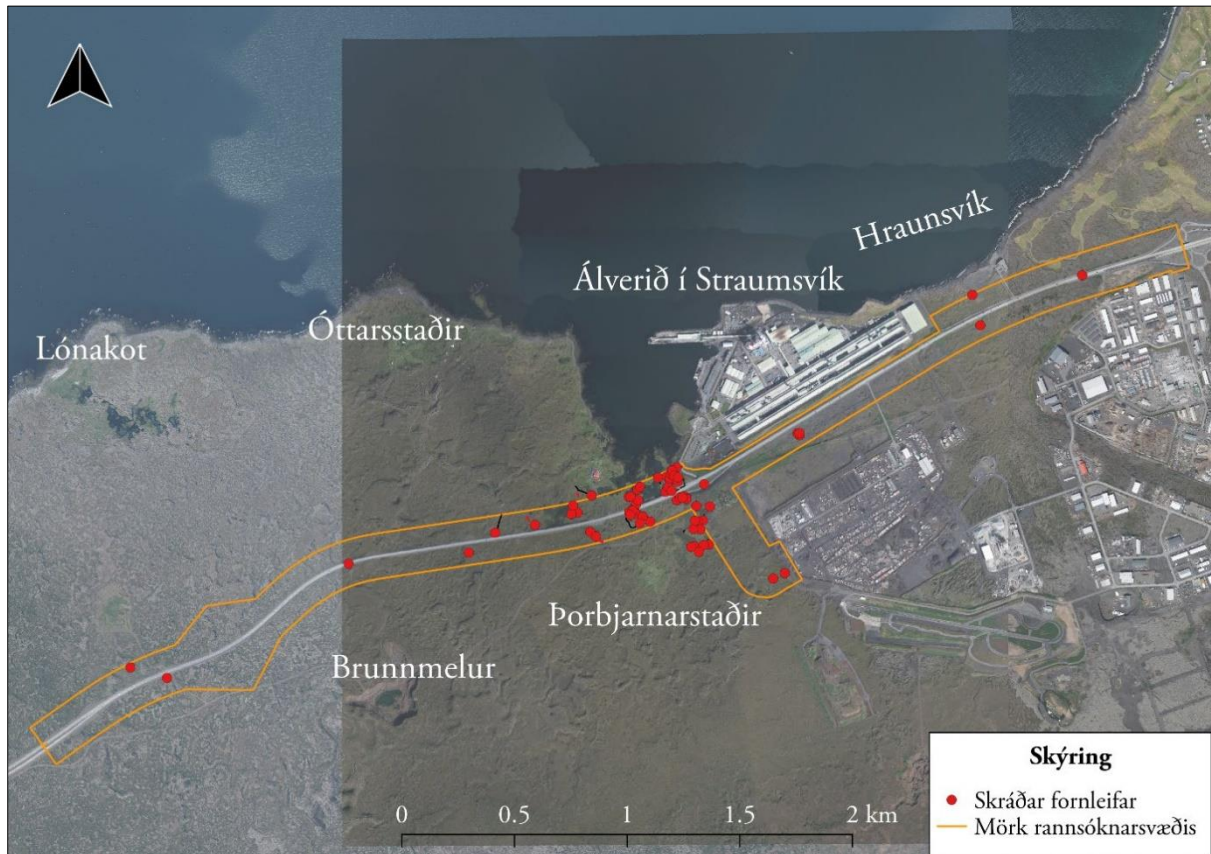 Hraunsvík
Álverið í Straumsvík
Óttarsstaðir
Lónakot
Þorbjarnarstaðir
Brunnmelur
Skýring
Skráðar fornleifar
Mörk rannsóknarsvæðis
0 0.5 1 1.5 2 km